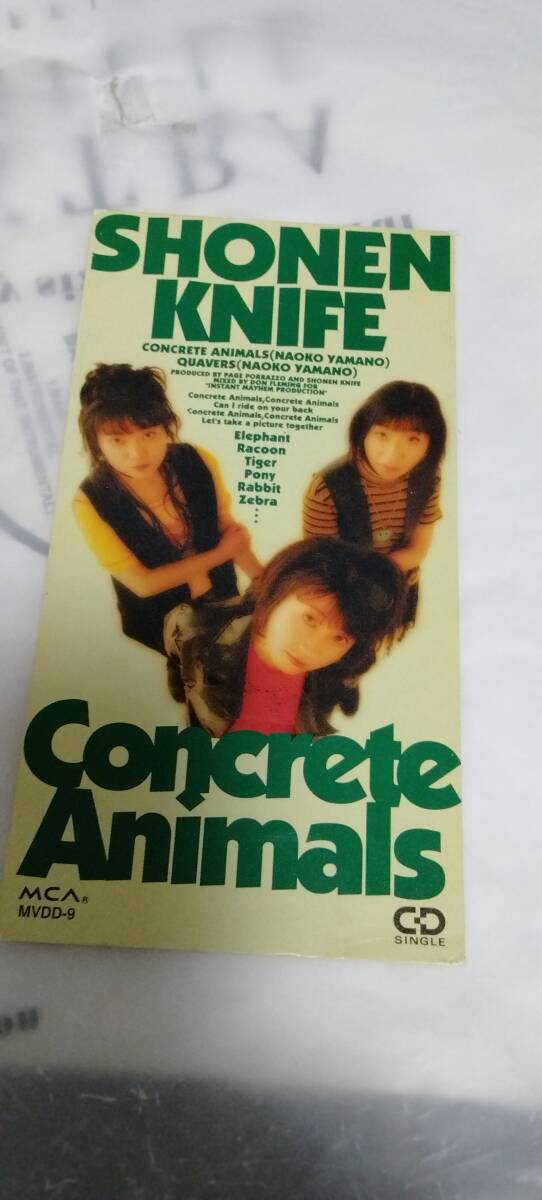 SHONEN
KNIFE
CONCRETE ANIMALS(NAOKO YAMANO)
QUAVERS(NAOKO YAMANO)
PRODUCED BY PAGE PORRAZZO AND SHONEN KNIFE
MIXED BY DON FLEMING FOR
"INSTANT MAYHEM PRODUCTION"
Concrete Animals,Concrete Animals
Can I ride on your back
Concrete Animals,Concrete Animals
Let's take a picture together
Elephant
Racoon
Tiger
Pony
Rabbit
Zebra
Concrete
Animals
MCA®
MVDD-9
CD
SINGLE